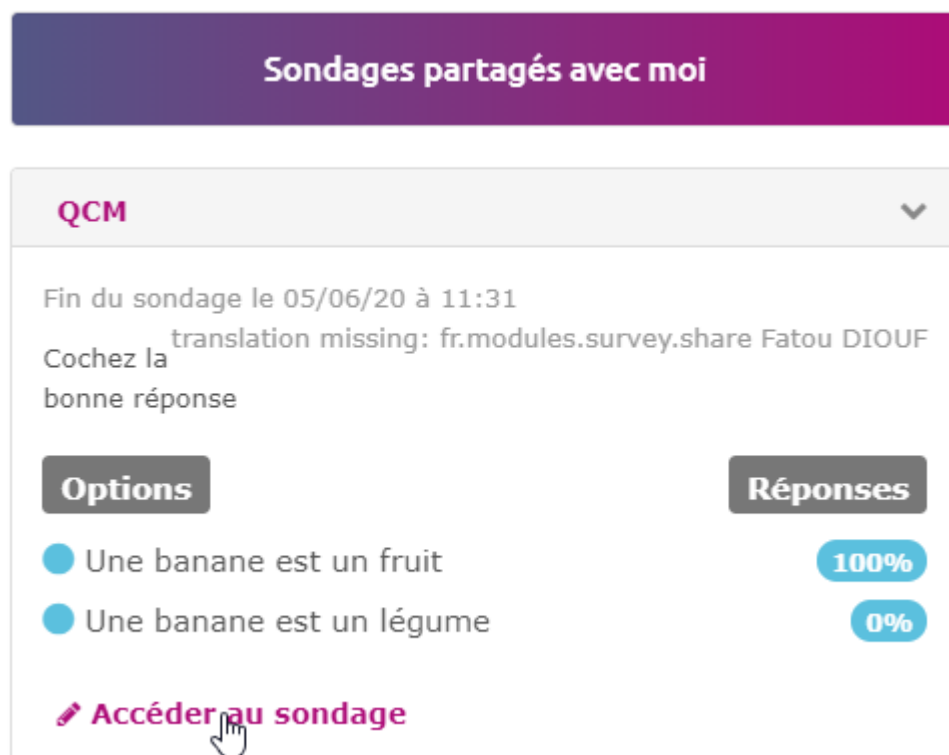 Sondages partagés avec moi
QCM
Fin du sondage le 05/06/20 à 11:31
translation missing: fr.modules.survey.share Fatou DIOUF
Cochez la
bonne réponse
Options Réponses
Une banane est un fruit 100%
Une banane est un légume 0%
Accéder au sondage